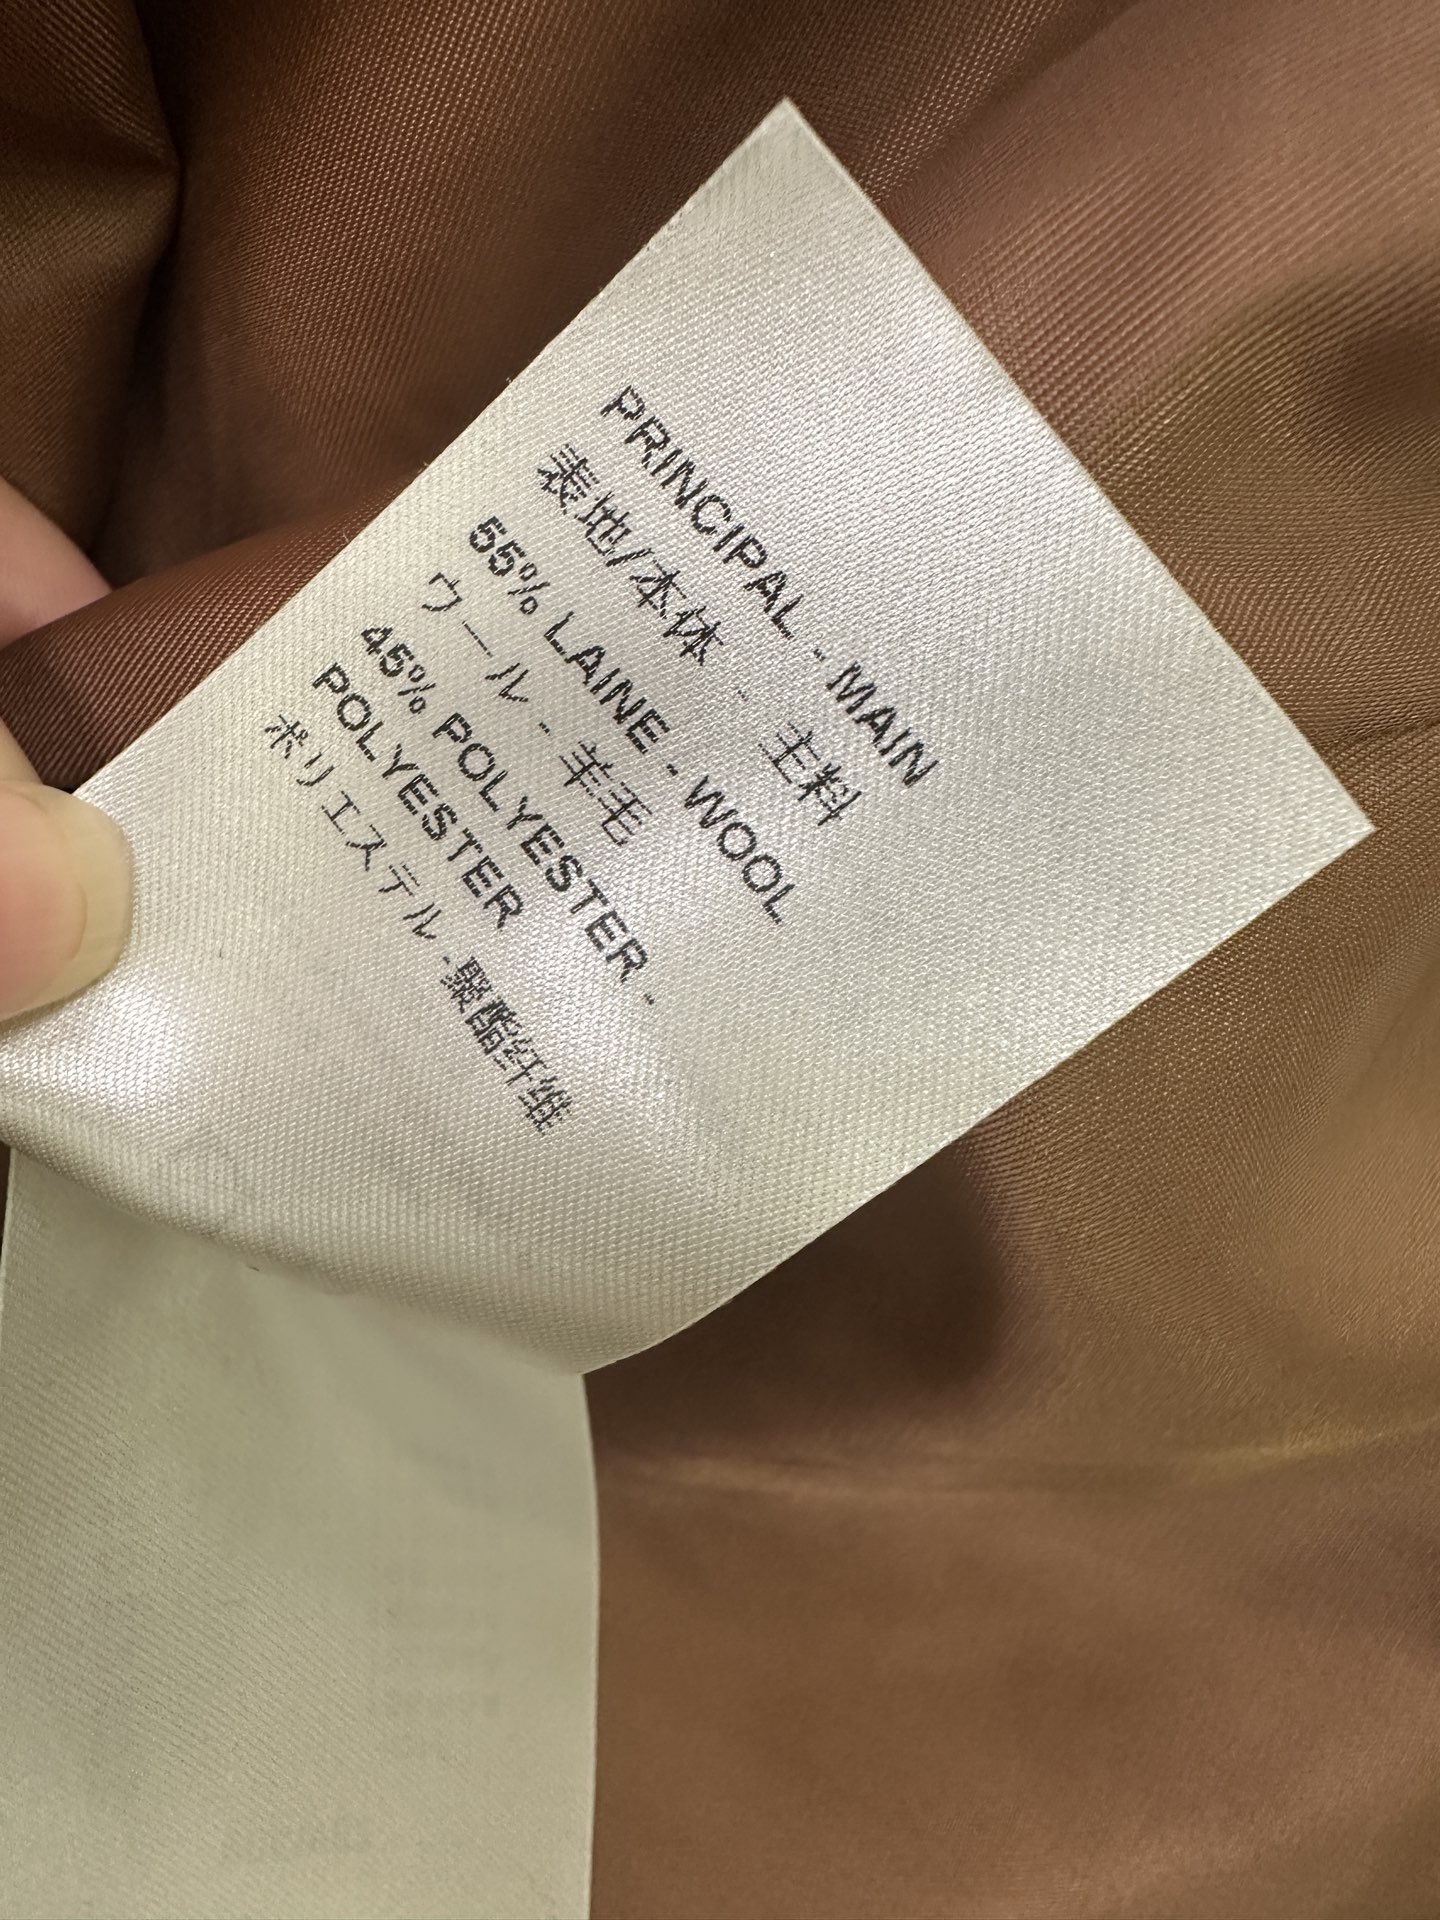 PRINCIPAL - MAIN
表地/本体 - 主料
55% LAINE - WOOL
ウール - 羊毛
45% POLYESTER -
POLYESTER
ポリエステル - 聚酯纤维